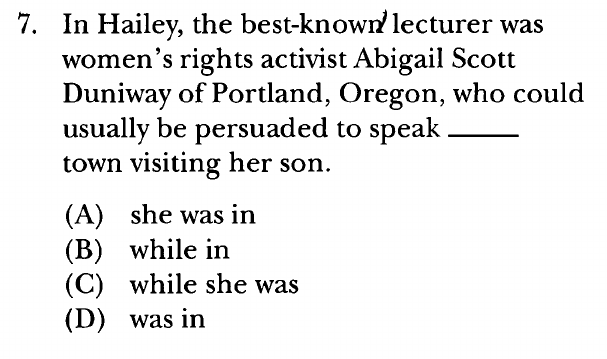 7. In Hailey, the best-known lecturer was
women's rights activist Abigail Scott
Duniway of Portland, Oregon, who could
usually be persuaded to speak ____
town visiting her son.
(A) she was in
(B) while in
(C) while she was
(D) was in